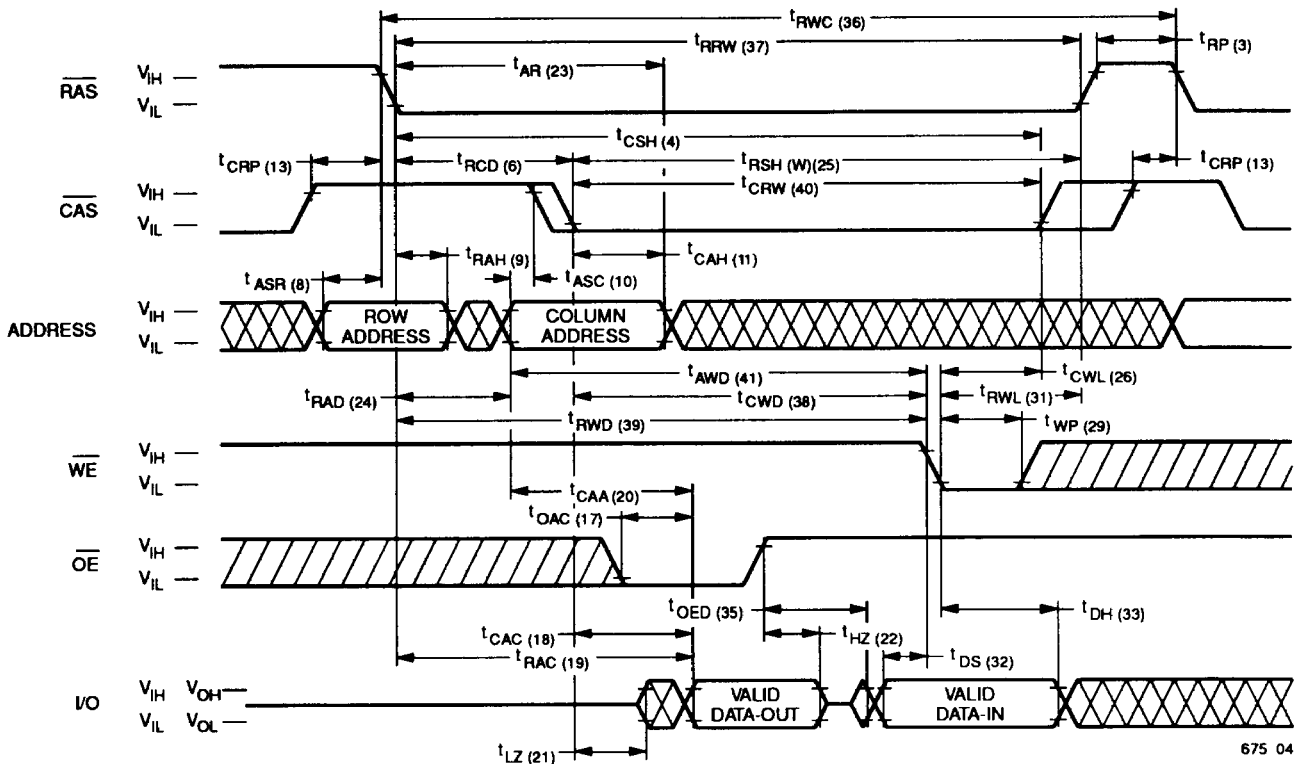 tRWC (36)
tRRW (37)
tRP (3)
tAR (23)
RAS
VIH
VIL
tCSH (4)
tCRP (13)
tRCD (6)
tRSH (W)(25)
tCRP (13)
tCRW (40)
CAS
VIH
VIL
tRAH (9)
tCAH (11)
tASR (8)
tASC (10)
ADDRESS
VIH
VIL
ROW ADDRESS
COLUMN ADDRESS
tAWD (41)
tCWL (26)
tRAD (24)
tCWD (38)
tRWL (31)
tRWD (39)
tWP (29)
WE
VIH
VIL
tCAA (20)
tOAC (17)
OE
VIH
VIL
tOED (35)
tDH (33)
tCAC (18)
tHZ (22)
tRAC (19)
tDS (32)
I/O
VIH VOH
VIL VOL
VALID DATA-OUT
VALID DATA-IN
tLZ (21)
675 04